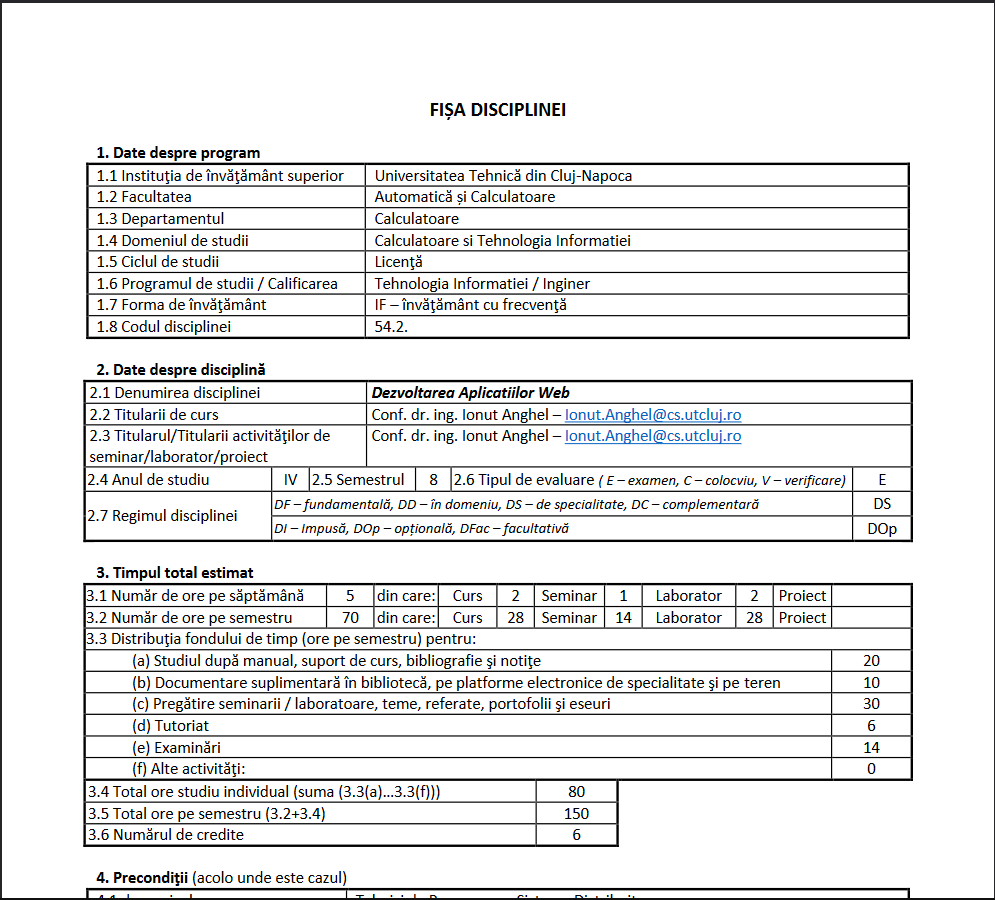 FIȘA DISCIPLINEI
1. Date despre program
1.1 Instituţia de învăţământ superior Universitatea Tehnică din Cluj-Napoca
1.2 Facultatea Automatică și Calculatoare
1.3 Departamentul Calculatoare
1.4 Domeniul de studii Calculatoare si Tehnologia Informatiei
1.5 Ciclul de studii Licenţă
1.6 Programul de studii / Calificarea Tehnologia Informatiei / Inginer
1.7 Forma de învăţământ IF – învăţământ cu frecvenţă
1.8 Codul disciplinei 54.2.
2. Date despre disciplină
2.1 Denumirea disciplinei Dezvoltarea Aplicatiilor Web
2.2 Titularii de curs Conf. dr. ing. Ionut Anghel – Ionut.Anghel@cs.utcluj.ro
2.3 Titularul/Titularii activităţilor de Conf. dr. ing. Ionut Anghel – Ionut.Anghel@cs.utcluj.ro
seminar/laborator/proiect
2.4 Anul de studiu IV 2.5 Semestrul 8 2.6 Tipul de evaluare ( E – examen, C – colocviu, V – verificare) E
2.7 Regimul disciplinei DF – fundamentală, DD – în domeniu, DS – de specialitate, DC – complementară DS
DI – Impusă, DOp – opțională, DFac – facultativă DOp
3. Timpul total estimat
3.1 Număr de ore pe săptămână 5 din care: Curs 2 Seminar 1 Laborator 2 Proiect
3.2 Număr de ore pe semestru 70 din care: Curs 28 Seminar 14 Laborator 28 Proiect
3.3 Distribuţia fondului de timp (ore pe semestru) pentru:
(a) Studiul după manual, suport de curs, bibliografie şi notiţe 20
(b) Documentare suplimentară în bibliotecă, pe platforme electronice de specialitate şi pe teren 10
(c) Pregătire seminarii / laboratoare, teme, referate, portofolii şi eseuri 30
(d) Tutoriat 6
(e) Examinări 14
(f) Alte activităţi: 0
3.4 Total ore studiu individual (suma (3.3(a)...3.3(f))) 80
3.5 Total ore pe semestru (3.2+3.4) 150
3.6 Numărul de credite 6
4. Precondiţii (acolo unde este cazul)